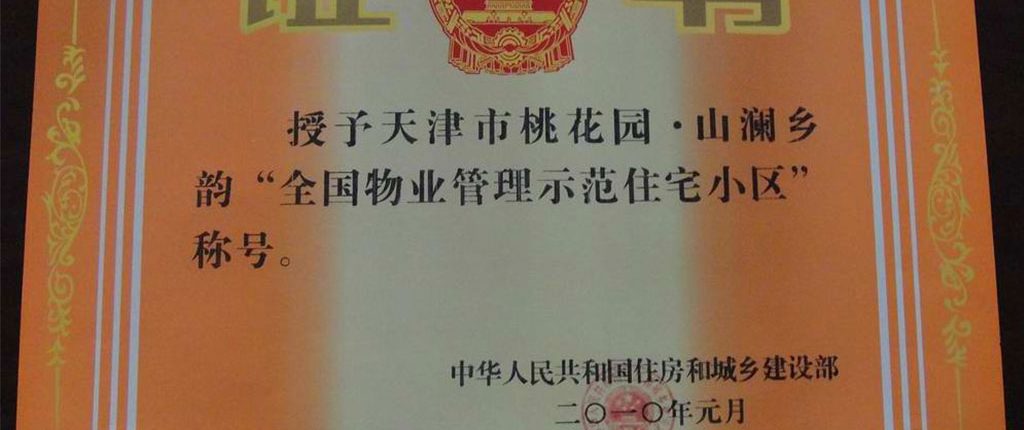 证书
授予天津市桃花园·山澜乡
韵“全国物业管理示范住宅小区”
称号。
中华人民共和国住房和城乡建设部
二〇一〇年元月